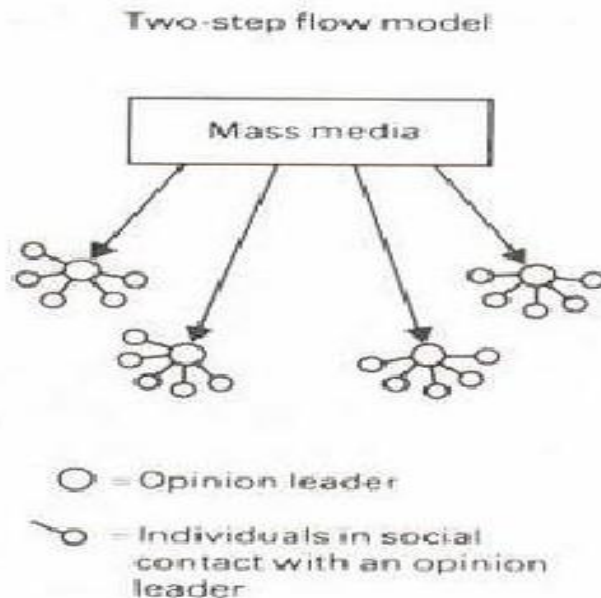 Two-step flow model
Mass media
= Opinion leader
= Individuals in social
contact with an opinion
leader